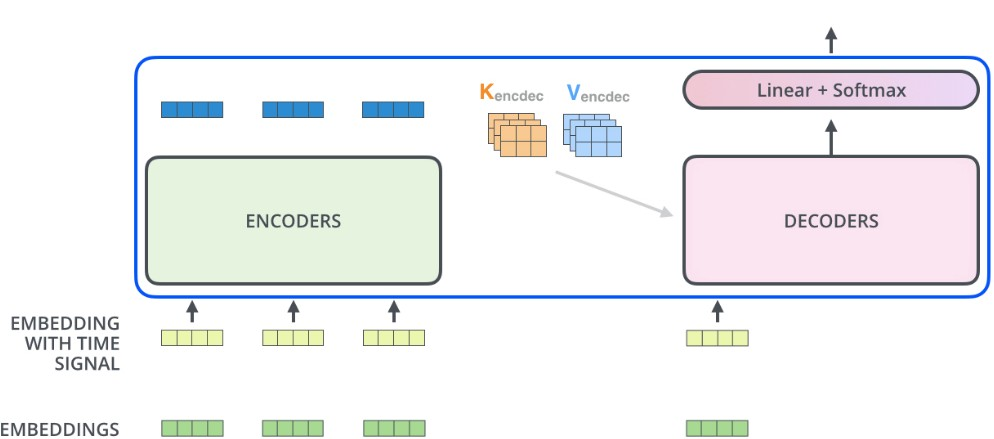 Kencdec Vencdec
Linear + Softmax
ENCODERS
DECODERS
EMBEDDING
WITH TIME
SIGNAL
EMBEDDINGS